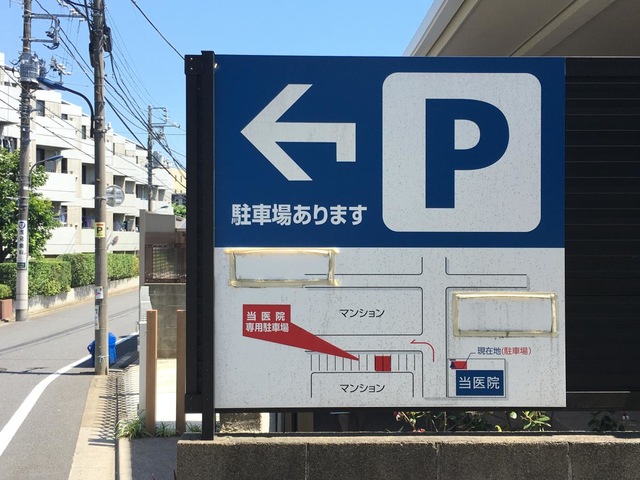 P
駐車場あります
マンション
当医院
専用駐車場
現在地(駐車場)
当医院
マンション